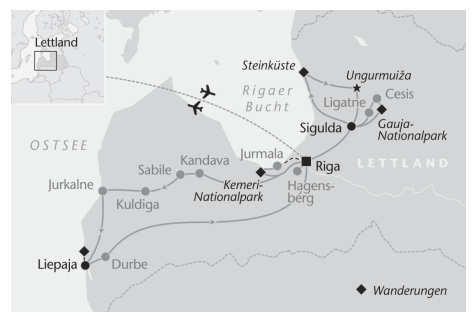 Lettland
Steinküste
Ungurmuiža
Rigaer
Bucht
Ligatne
Cesis
Sigulda
Gauja-
Nationalpark
OSTSEE
Jurmala
Riga
LETTLAND
Kandava
Sabile
Kemeri-
Nationalpark
Hagens-
berg
Jurkalne
Kuldiga
Liepaja
Durbe
Wanderungen